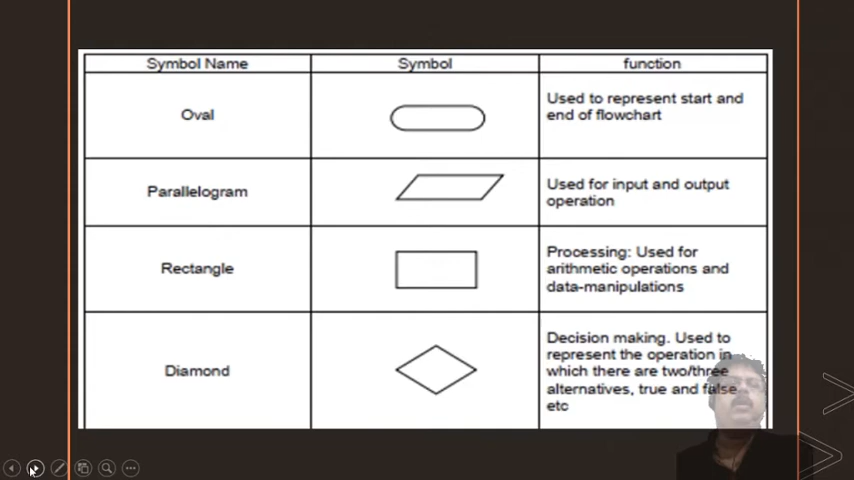 Symbol Name Symbol function
Oval
Used to represent start and
end of flowchart
Parallelogram
Used for input and output
operation
Rectangle
Processing: Used for
arithmetic operations and
data-manipulations
Diamond
Decision making. Used to
represent the operation in
which there are two/three
alternatives, true and false
etc